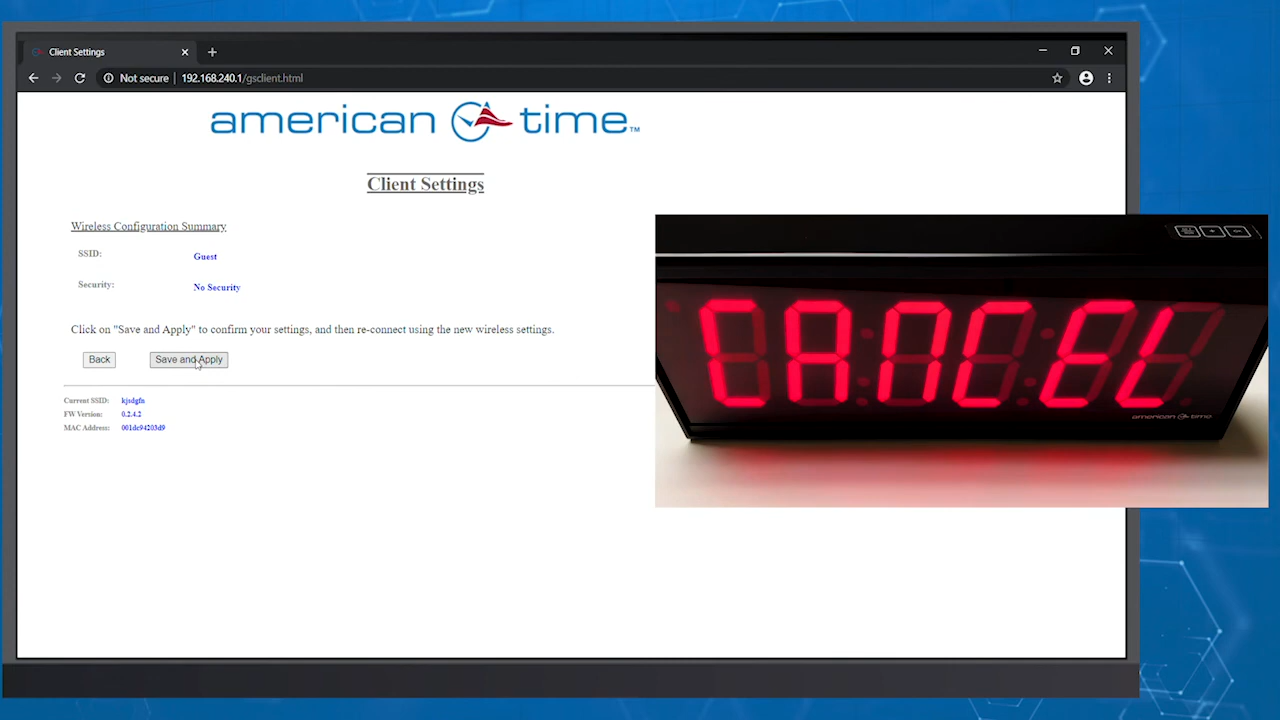 Client Settings
Not secure | 192.168.240.1/gsclient.html
american time™
Client Settings
Wireless Configuration Summary
SSID: Guest
Security: No Security
Click on "Save and Apply" to confirm your settings, and then re-connect using the new wireless settings.
Back Save and Apply
Current SSID: kjsdgfn
FW Version: 0.2.4.2
MAC Address: 001dc94203d9
CANCEL
american time